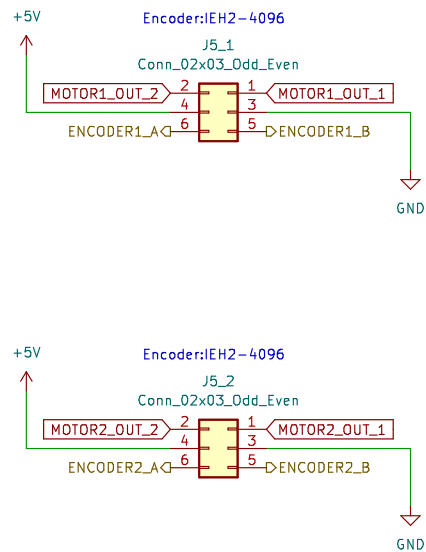 Encoder:IEH2-4096
+5V
J5_1
Conn_02x03_Odd_Even
MOTOR1_OUT_2 2 1 MOTOR1_OUT_1
4 3
ENCODER1_A 6 5 ENCODER1_B
GND
+5V
Encoder:IEH2-4096
J5_2
Conn_02x03_Odd_Even
MOTOR2_OUT_2 2 1 MOTOR2_OUT_1
4 3
ENCODER2_A 6 5 ENCODER2_B
GND